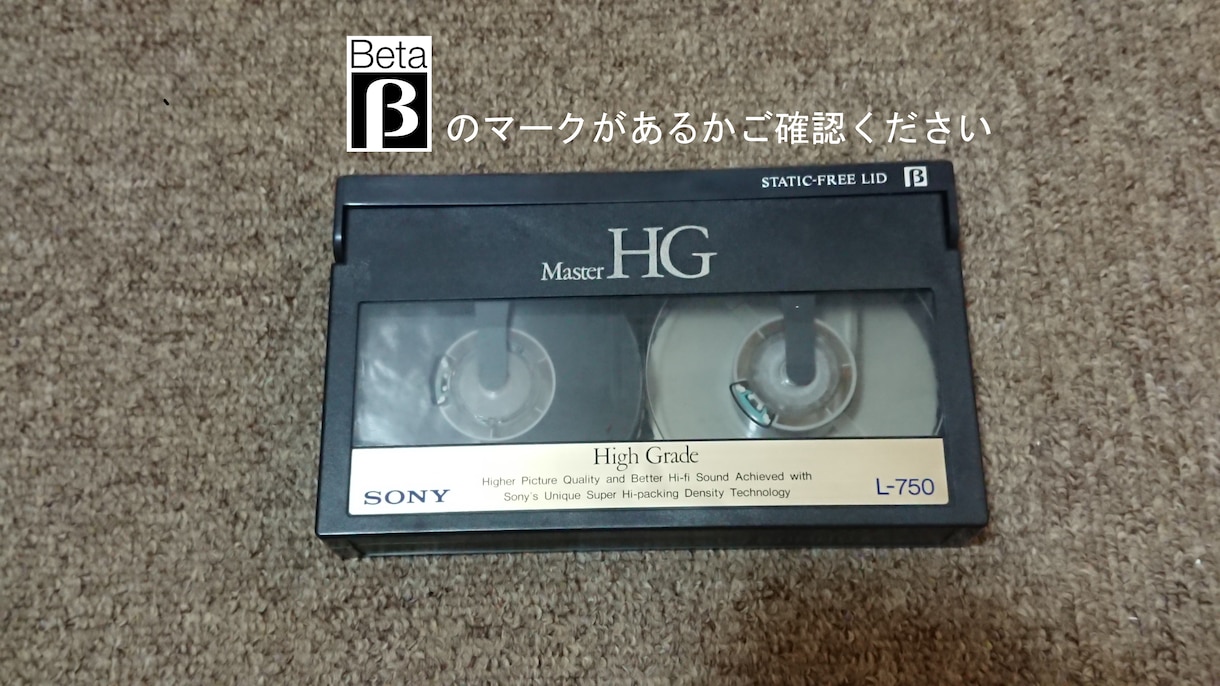 Beta
β のマークがあるかご確認ください
STATIC-FREE LID β
Master HG
High Grade
Higher Picture Quality and Better Hi-fi Sound Achieved with
Sony's Unique Super Hi-packing Density Technology
SONY
L-750